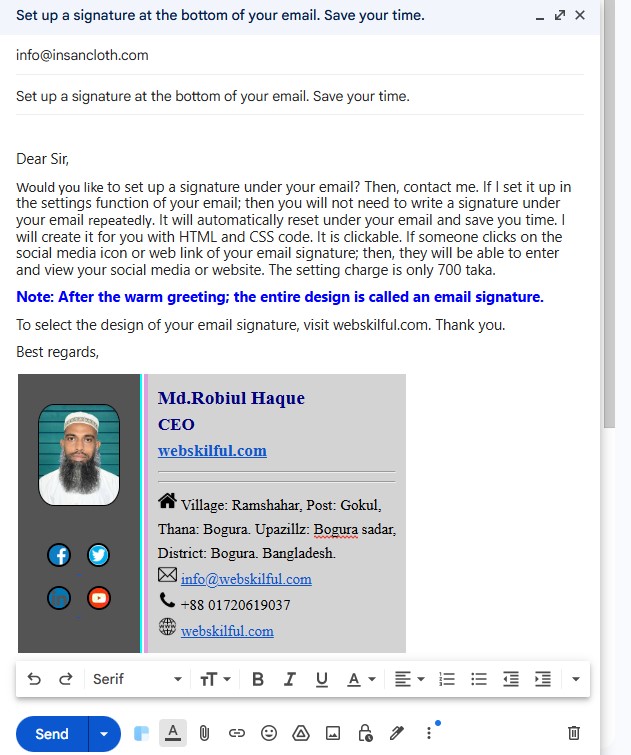 Set up a signature at the bottom of your email. Save your time.
info@insancloth.com
Set up a signature at the bottom of your email. Save your time.
Dear Sir,
Would you like to set up a signature under your email? Then, contact me. If I set it up in
the settings function of your email; then you will not need to write a signature under
your email repeatedly. It will automatically reset under your email and save you time. I
will create it for you with HTML and CSS code. It is clickable. If someone clicks on the
social media icon or web link of your email signature; then, they will be able to enter
and view your social media or website. The setting charge is only 700 taka.
Note: After the warm greeting; the entire design is called an email signature.
To select the design of your email signature, visit webskilful.com. Thank you.
Best regards,
Md.Robiul Haque
CEO
webskilful.com
Village: Ramshahar, Post: Gokul,
Thana: Bogura. Upazillz: Bogura sadar,
District: Bogura. Bangladesh.
info@webskilful.com
+88 01720619037
webskilful.com
Serif
Send